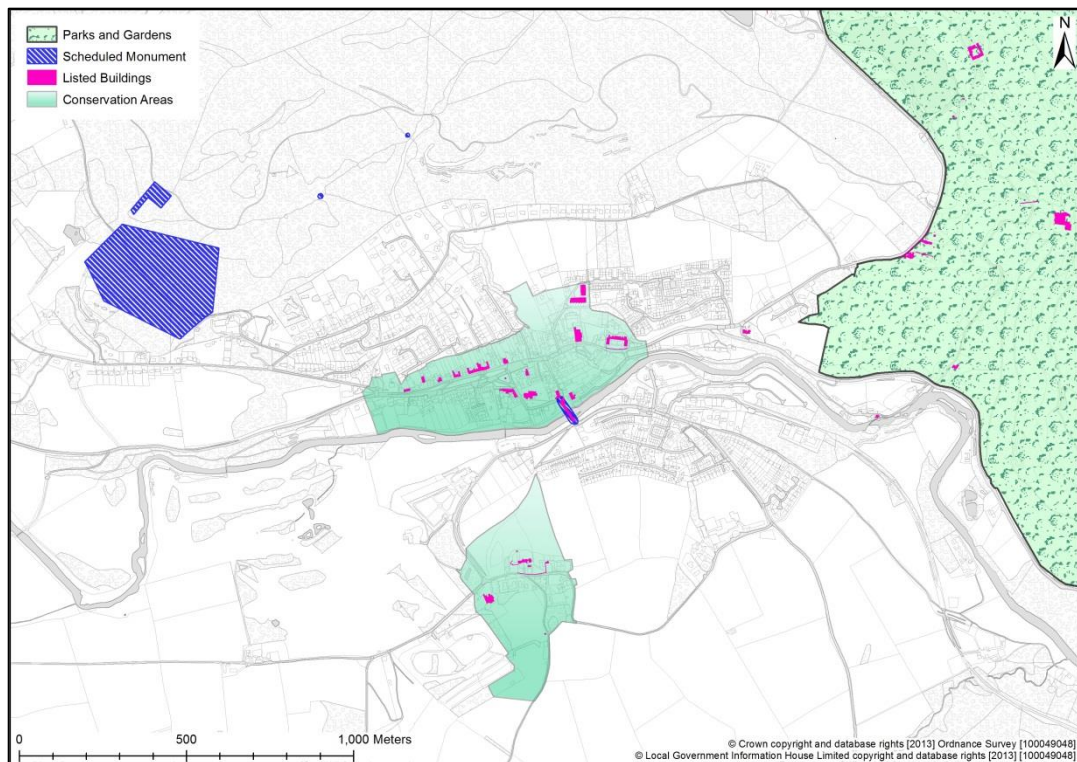 Parks and Gardens
Scheduled Monument
Listed Buildings
Conservation Areas
N
0 500 1,000 Meters
© Crown copyright and database rights [2013] Ordnance Survey [100049048]
© Local Government Information House Limited copyright and database rights [2013] [100049048]